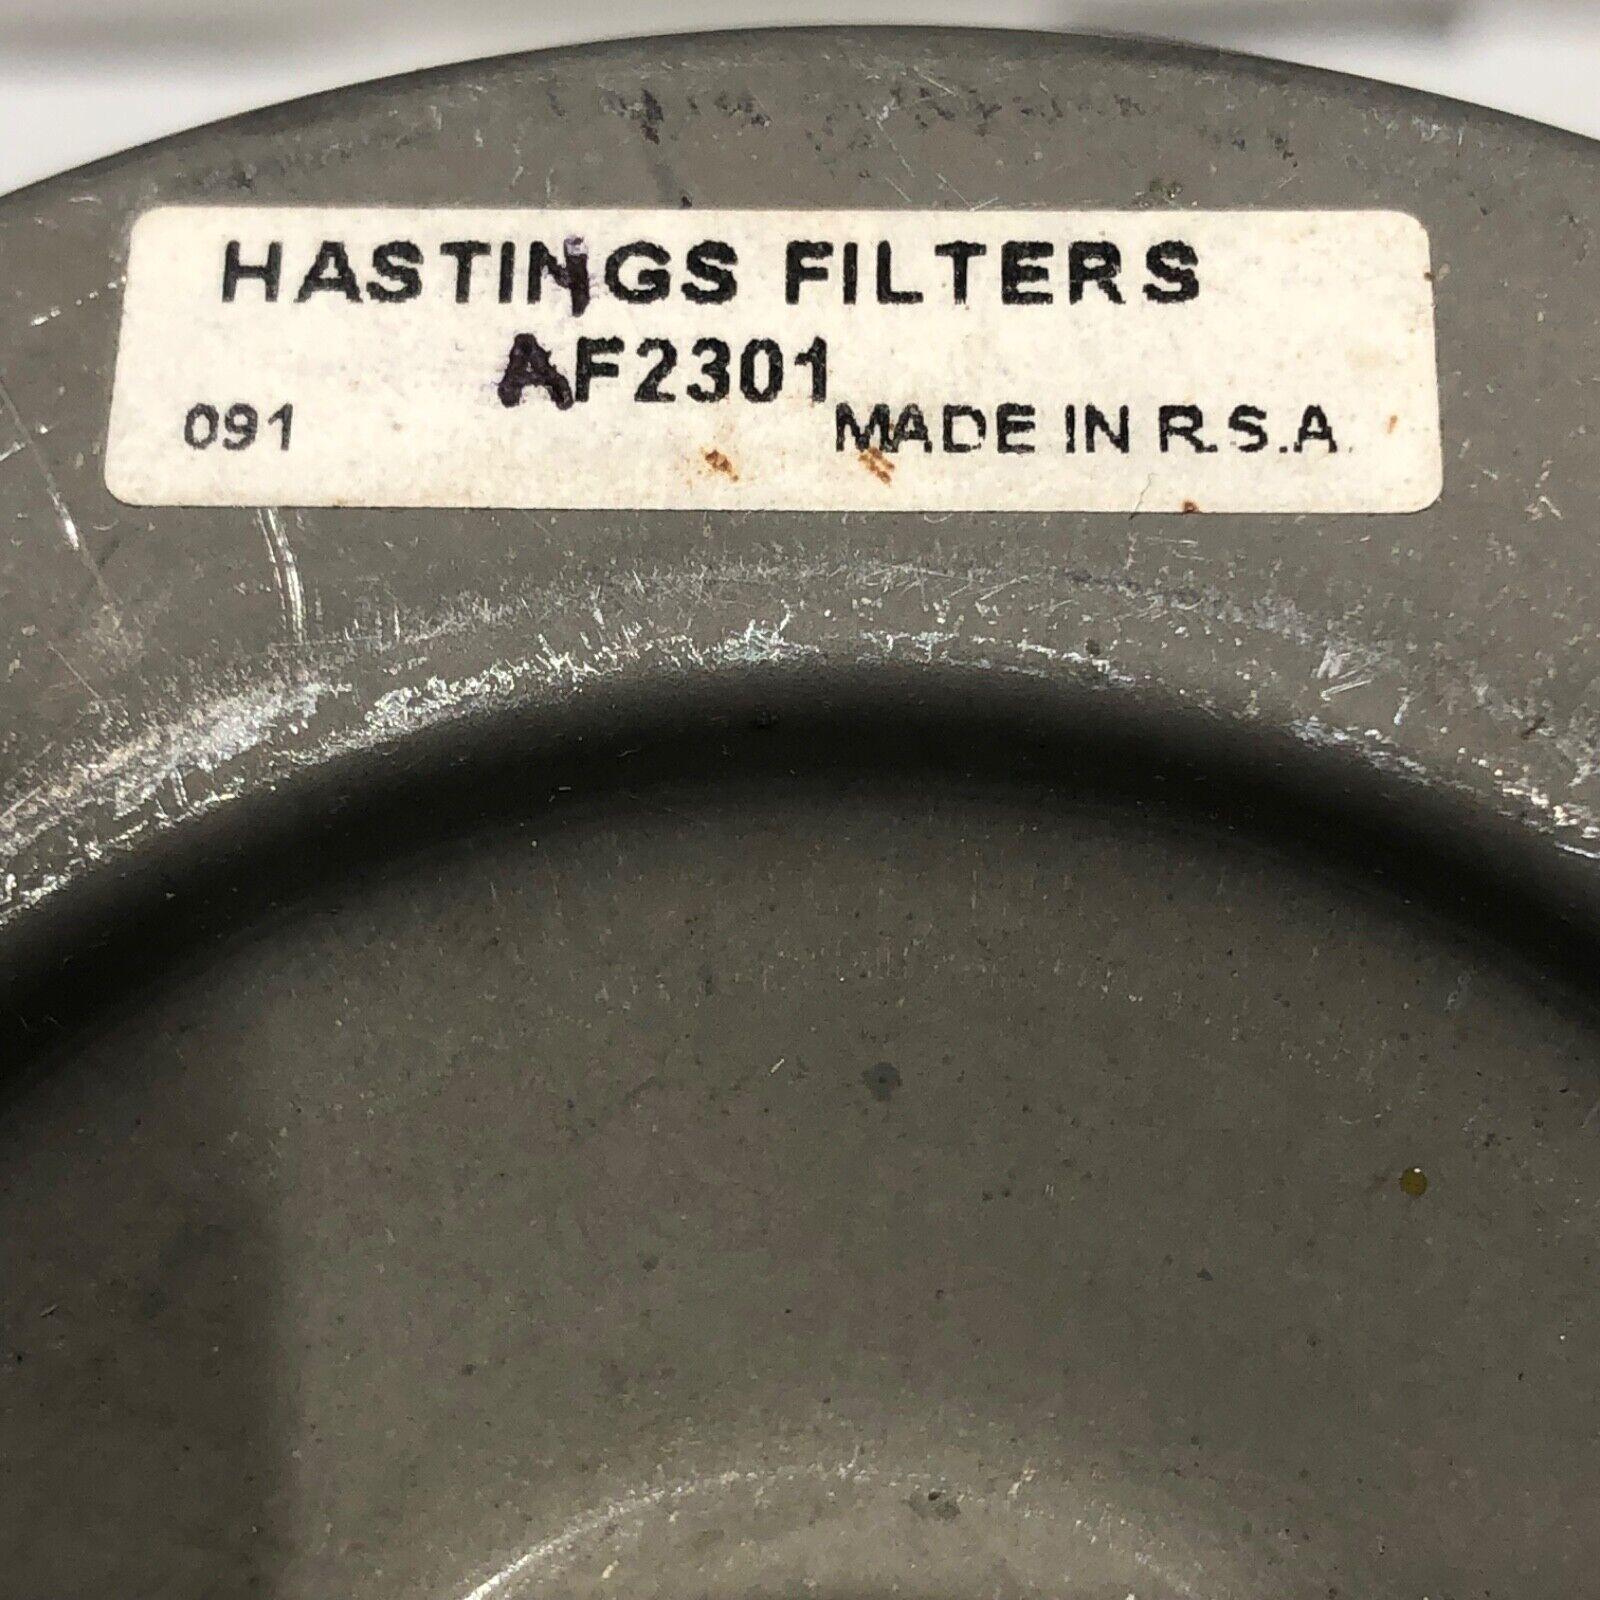 HASTINGS FILTERS
AF2301
091 MADE IN R.S.A.